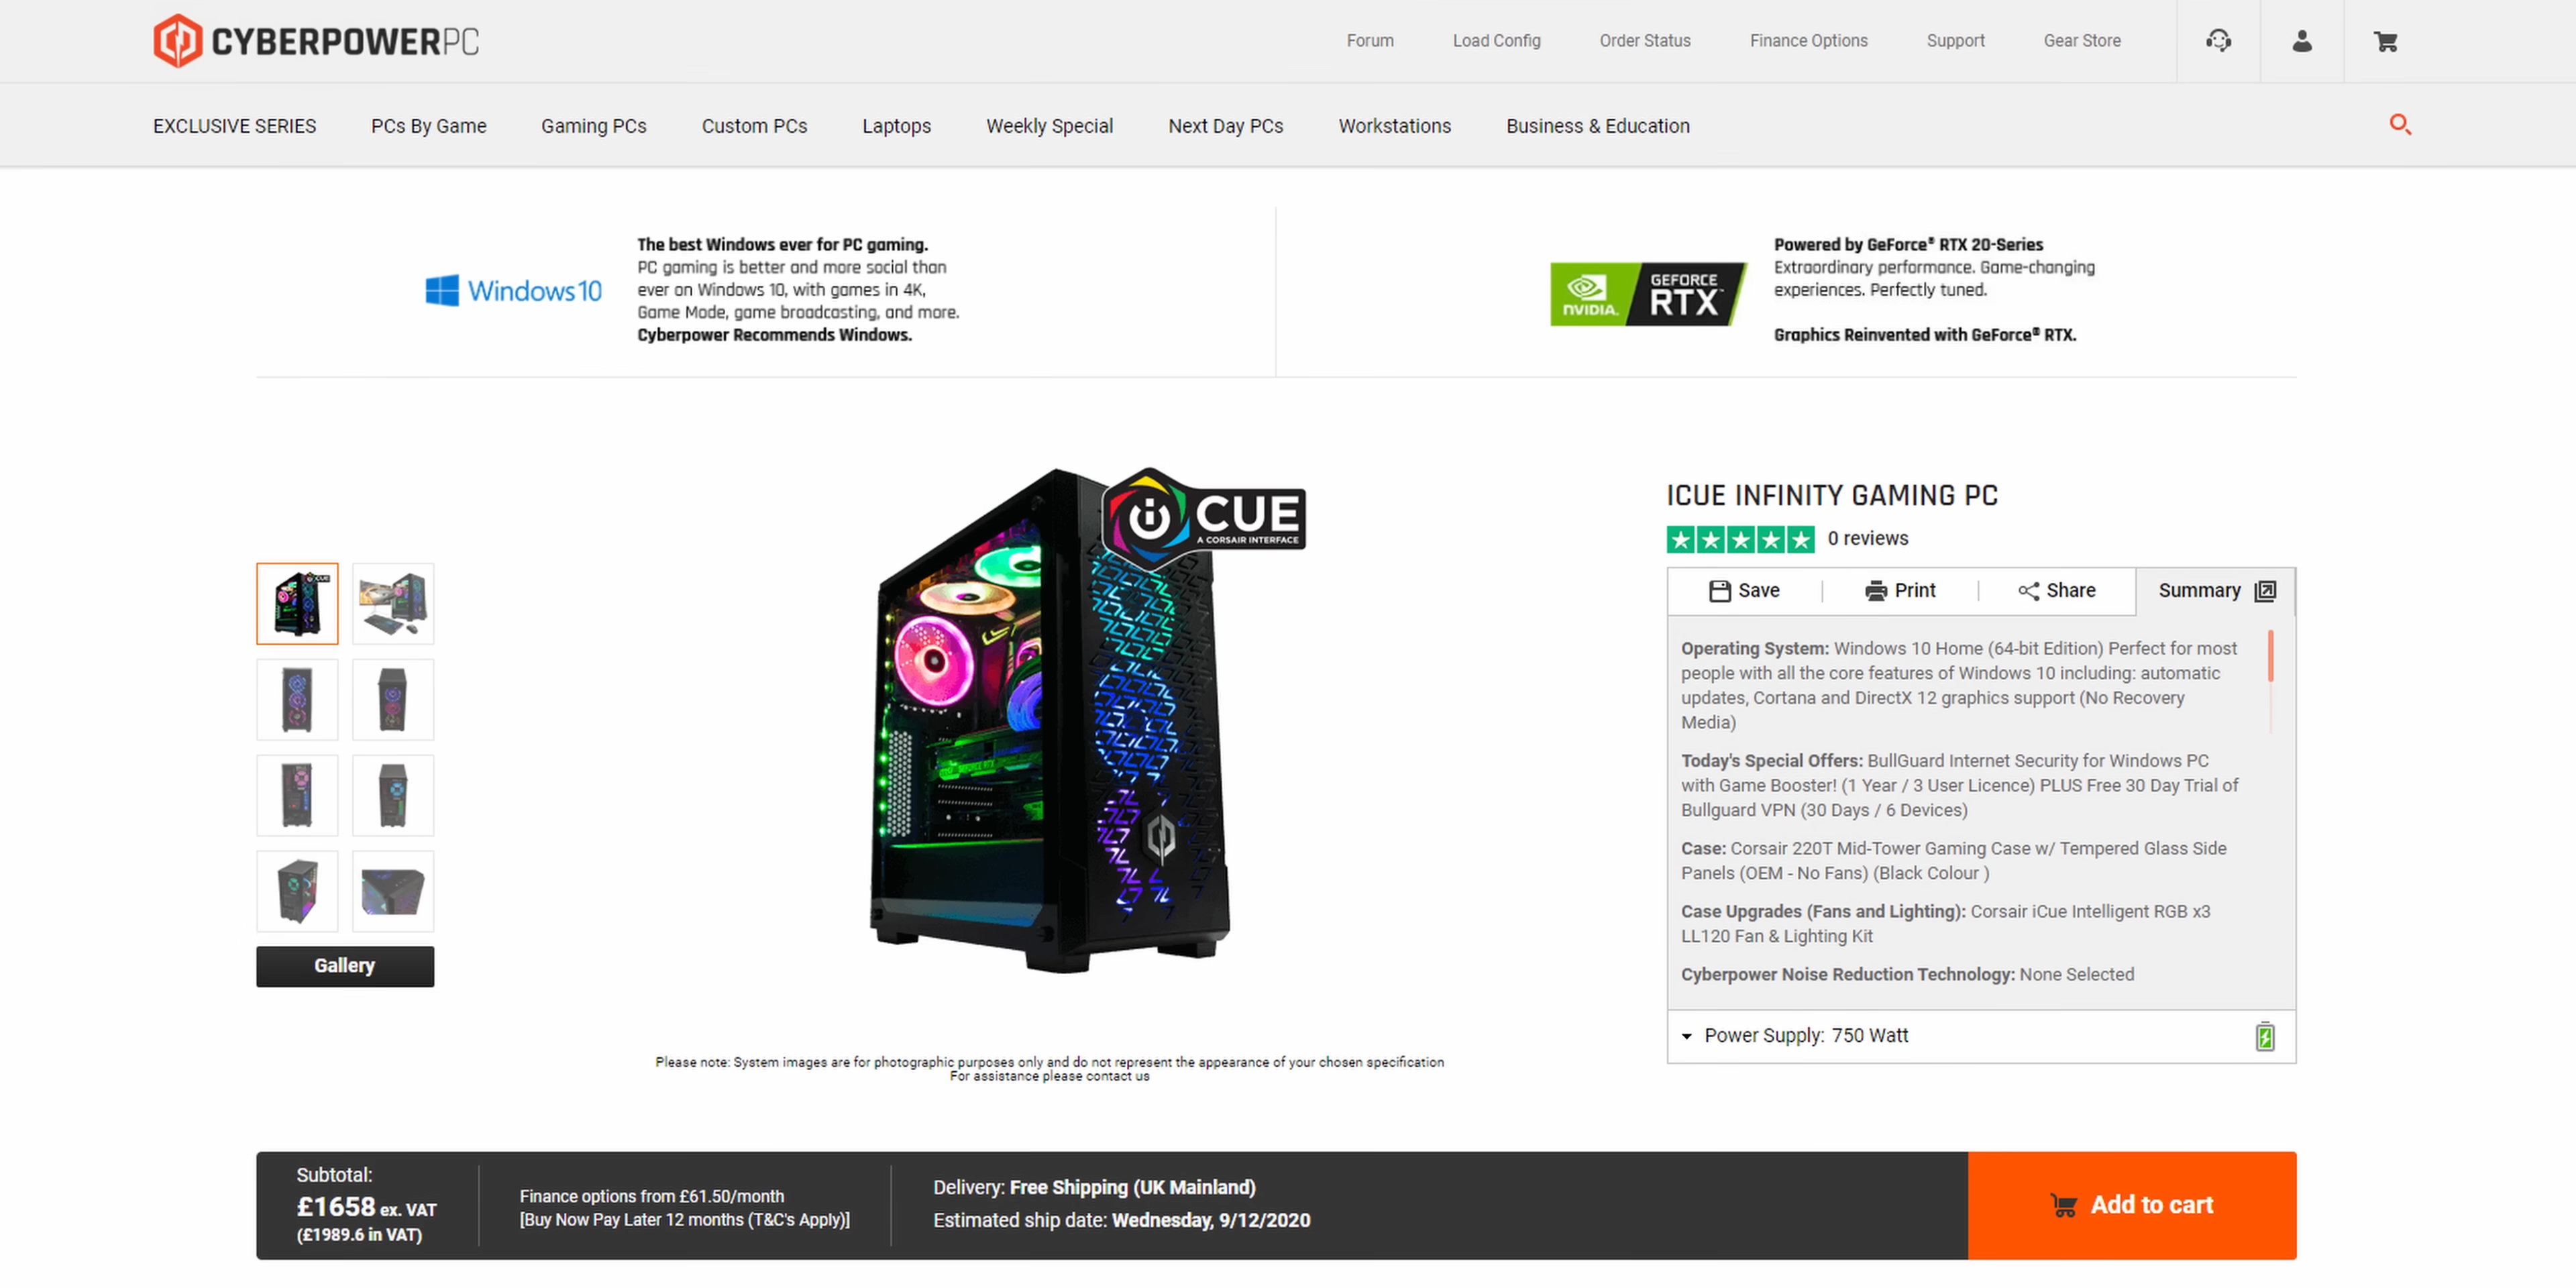 CYBERPOWERPC
Forum
Load Config
Order Status
Finance Options
Support
Gear Store
EXCLUSIVE SERIES
PCs By Game
Gaming PCs
Custom PCs
Laptops
Weekly Special
Next Day PCs
Workstations
Business & Education
Windows 10
The best Windows ever for PC gaming.
PC gaming is better and more social than
ever on Windows 10, with games in 4K,
Game Mode, game broadcasting, and more.
Cyberpower Recommends Windows.
NVIDIA.
GEFORCE
RTX™
Powered by GeForce® RTX 20-Series
Extraordinary performance. Game-changing
experiences. Perfectly tuned.
Graphics Reinvented with GeForce® RTX.
CUE
A CORSAIR INTERFACE
Gallery
Please note: System images are for photographic purposes only and do not represent the appearance of your chosen specification
For assistance please contact us
ICUE INFINITY GAMING PC
0 reviews
Save
Print
Share
Summary
Operating System: Windows 10 Home (64-bit Edition) Perfect for most
people with all the core features of Windows 10 including: automatic
updates, Cortana and DirectX 12 graphics support (No Recovery
Media)
Today's Special Offers: BullGuard Internet Security for Windows PC
with Game Booster! (1 Year / 3 User Licence) PLUS Free 30 Day Trial of
Bullguard VPN (30 Days / 6 Devices)
Case: Corsair 220T Mid-Tower Gaming Case w/ Tempered Glass Side
Panels (OEM - No Fans) (Black Colour )
Case Upgrades (Fans and Lighting): Corsair iCue Intelligent RGB x3
LL120 Fan & Lighting Kit
Cyberpower Noise Reduction Technology: None Selected
Power Supply: 750 Watt
Subtotal:
£1658 ex. VAT
(£1989.6 in VAT)
Finance options from £61.50/month
[Buy Now Pay Later 12 months (T&C's Apply)]
Delivery: Free Shipping (UK Mainland)
Estimated ship date: Wednesday, 9/12/2020
Add to cart